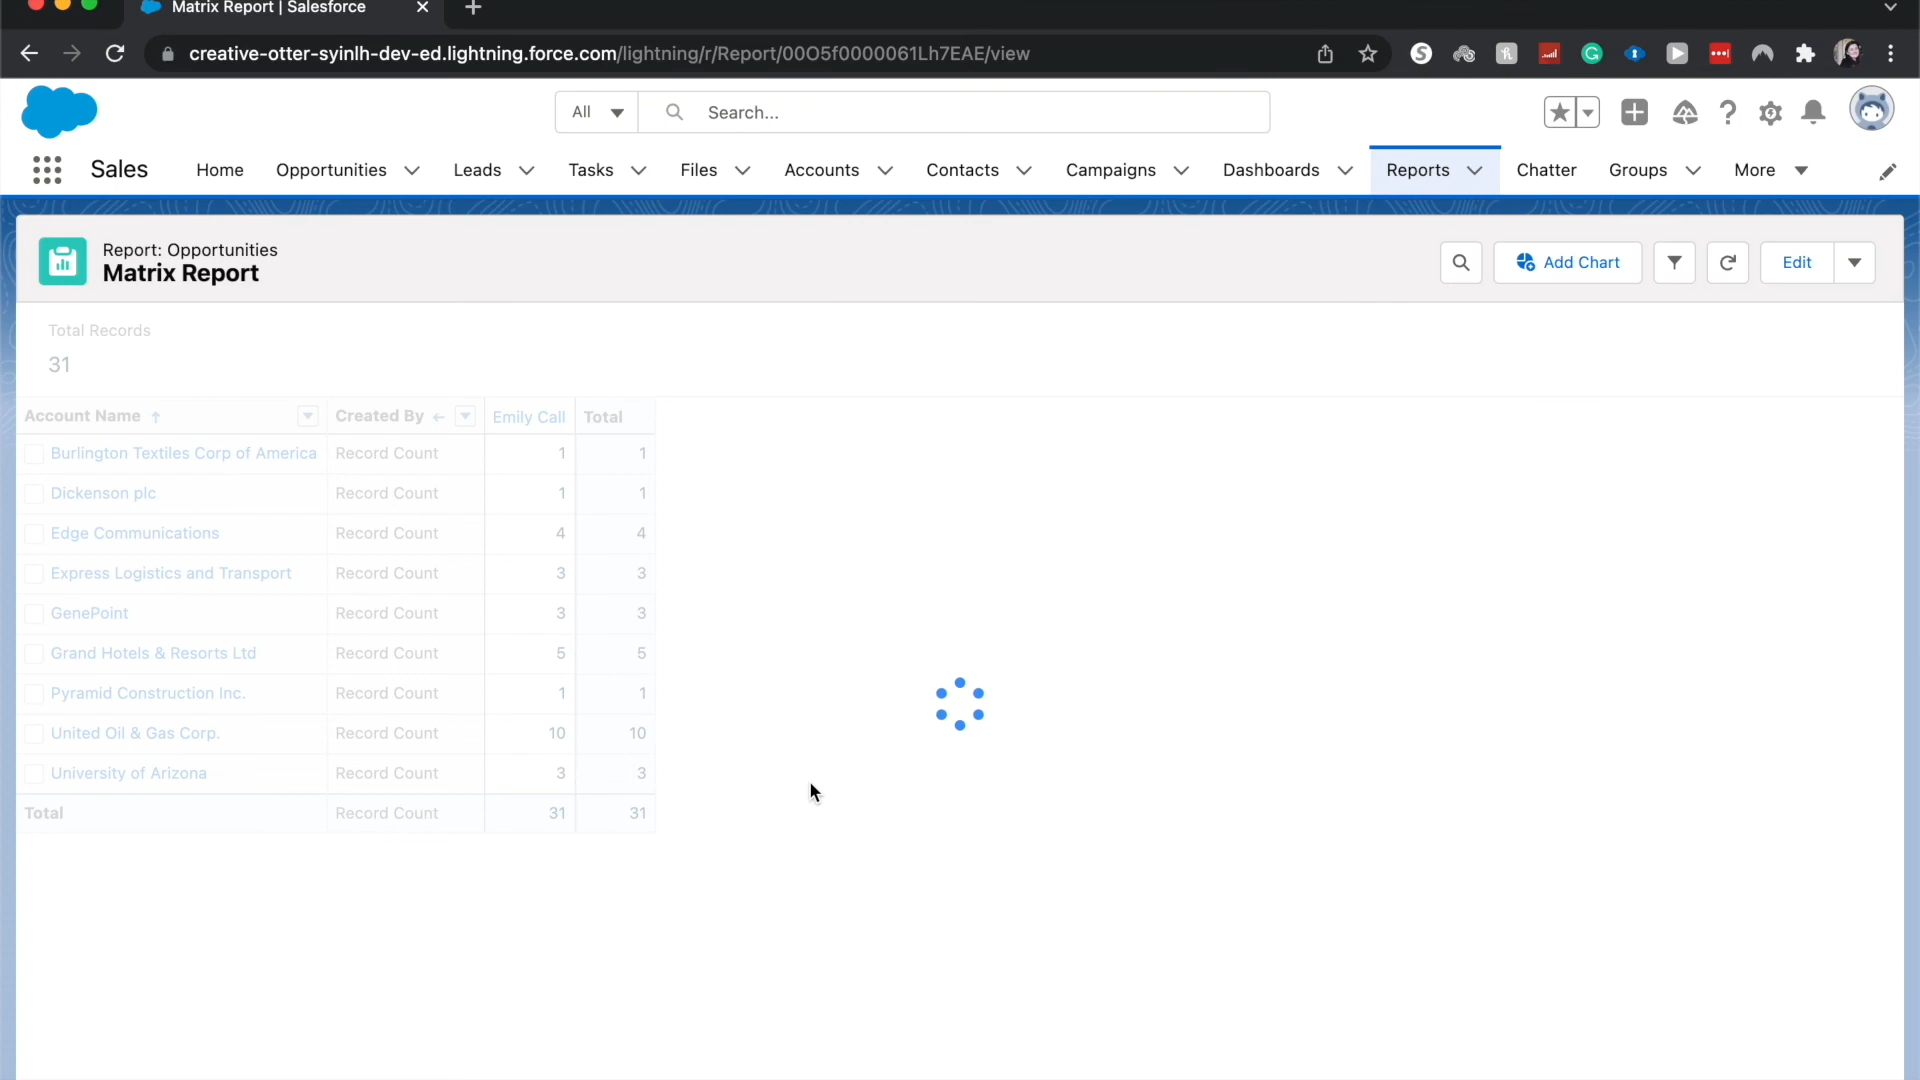 Matrix Report | Salesforce
creative-otter-syinlh-dev-ed.lightning.force.com/lightning/r/Report/00O5f0000061Lh7EAE/view
All Search...
Sales Home Opportunities Leads Tasks Files Accounts Contacts Campaigns Dashboards Reports Chatter Groups More
Report: Opportunities
Matrix Report
Add Chart Edit
Total Records
31
Account Name Created By Emily Call Total
Burlington Textiles Corp of America Record Count 1 1
Dickenson plc Record Count 1 1
Edge Communications Record Count 4 4
Express Logistics and Transport Record Count 3 3
GenePoint Record Count 3 3
Grand Hotels & Resorts Ltd Record Count 5 5
Pyramid Construction Inc. Record Count 1 1
United Oil & Gas Corp. Record Count 10 10
University of Arizona Record Count 3 3
Total Record Count 31 31